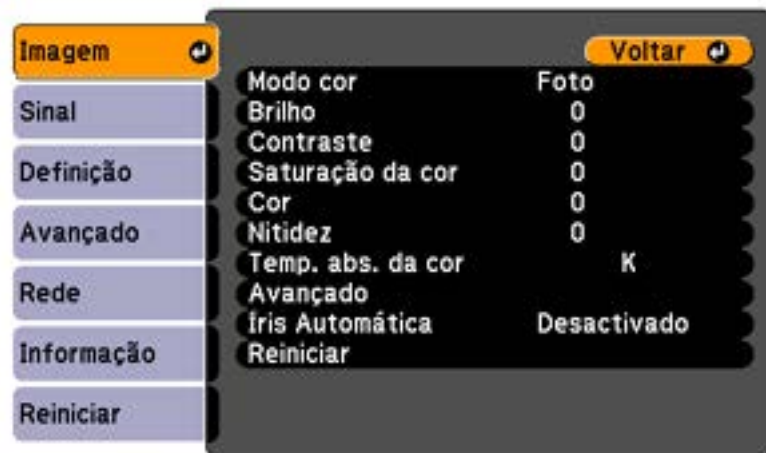 Imagem
Sinal
Definição
Avançado
Rede
Informação
Reiniciar
Voltar
Modo cor Foto
Brilho 0
Contraste 0
Saturação da cor 0
Cor 0
Nitidez 0
Temp. abs. da cor K
Avançado
Íris Automática Desactivado
Reiniciar